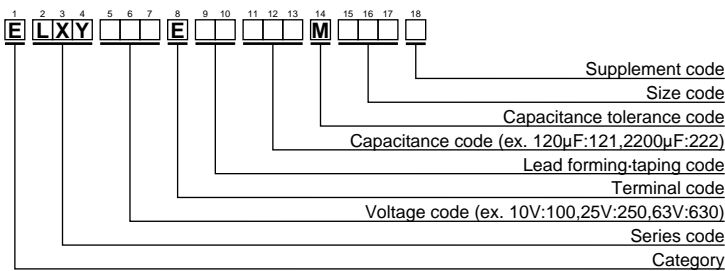 1 2 3 4 5 6 7 8 9 10 11 12 13 14 15 16 17 18
E L X Y E M
Supplement code
Size code
Capacitance tolerance code
Capacitance code (ex. 120μF:121,2200μF:222)
Lead forming·taping code
Terminal code
Voltage code (ex. 10V:100,25V:250,63V:630)
Series code
Category